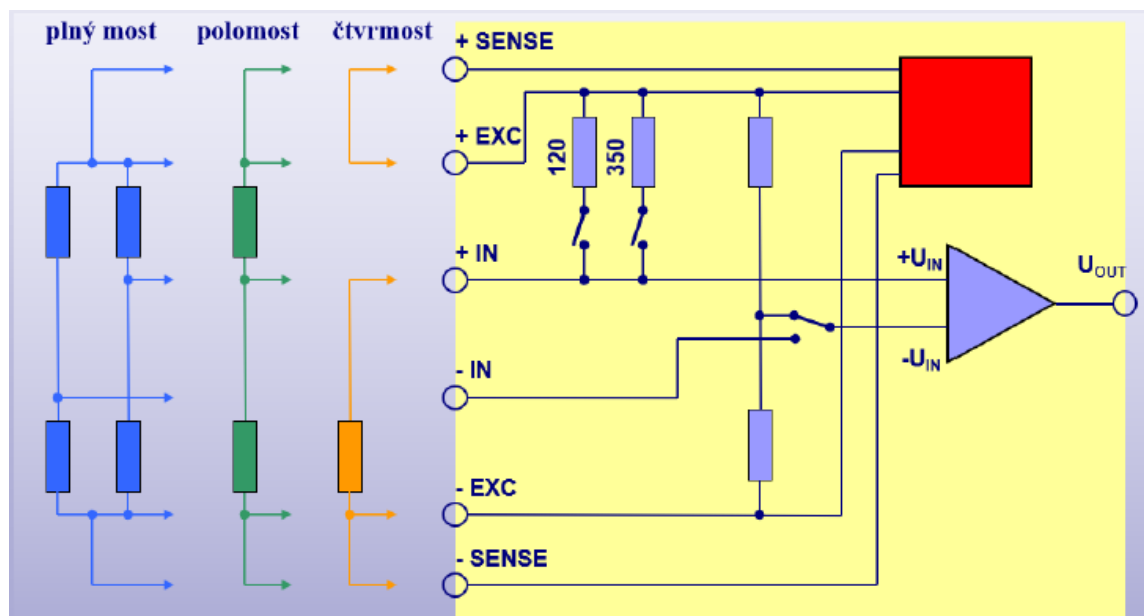 plný most
polomost
čtvrmost
+ SENSE
+ EXC
120
350
+ IN
+UIN
UOUT
-UIN
- IN
- EXC
- SENSE